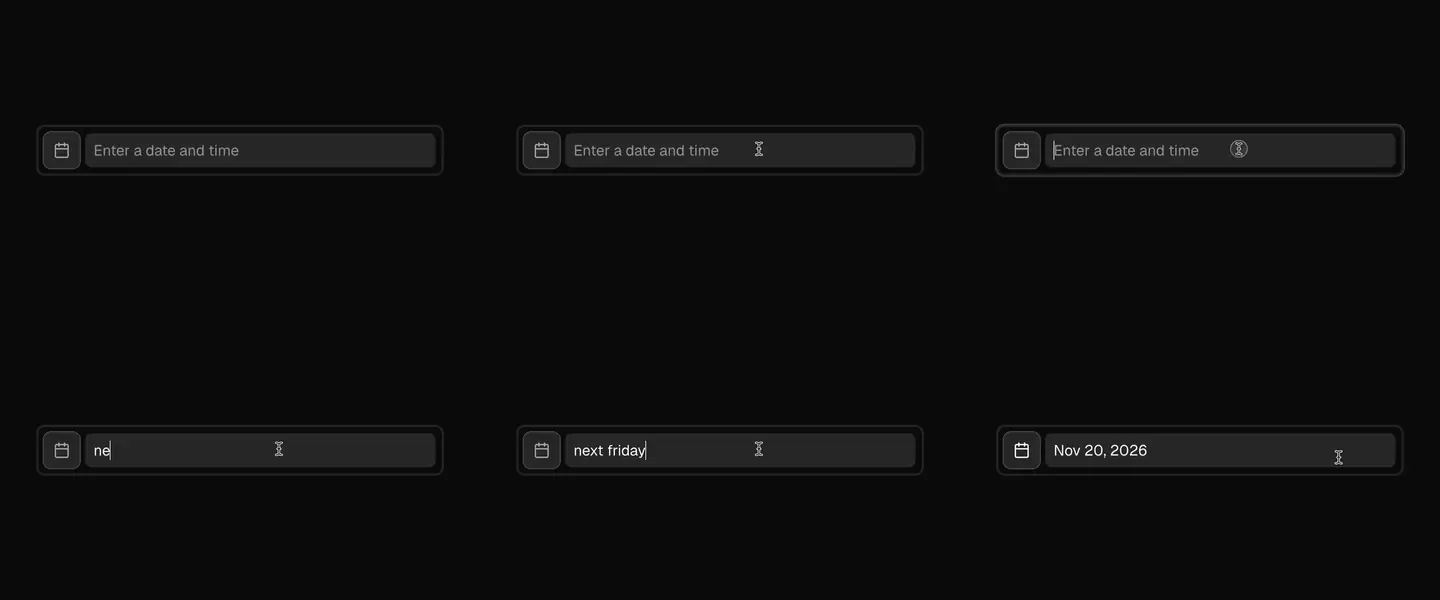 Enter a date and time
Enter a date and time
Enter a date and time
ne
next friday
Nov 20, 2026